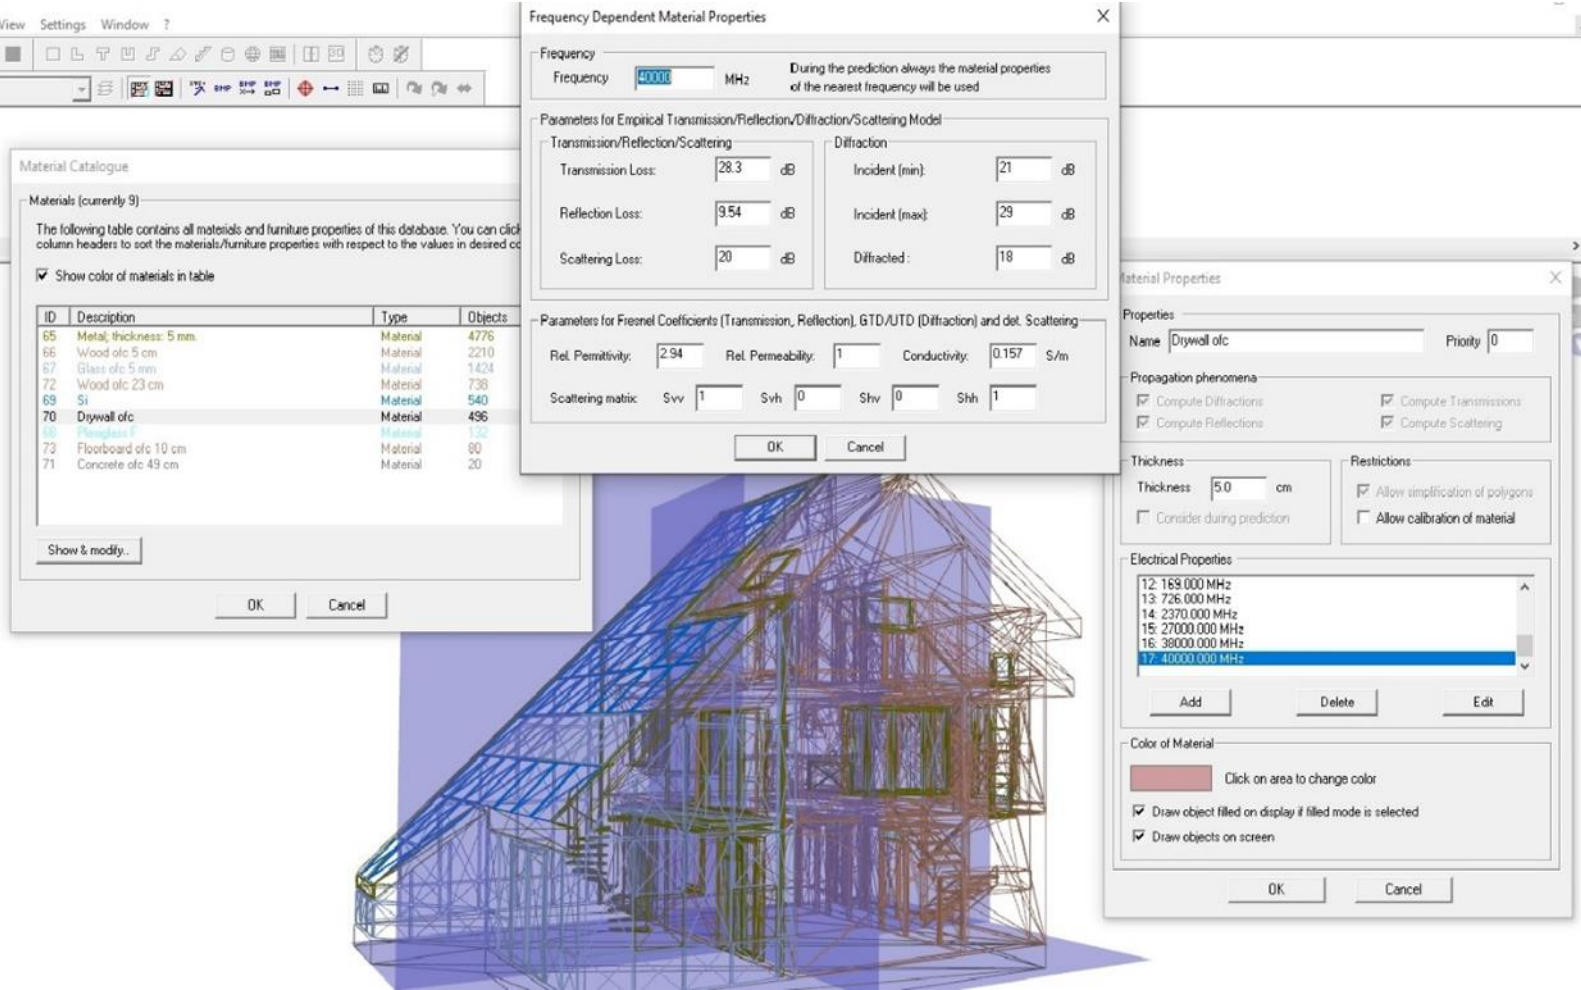 View Settings Window ?
Material Catalogue
Materials (currently 9)
The following table contains all materials and furniture properties of this database. You can click
column headers to sort the materials/furniture properties with respect to the values in desired co
Show color of materials in table
ID Description Type Objects
65 Metal; thickness: 5 mm. Material 4776
66 Wood ofc 5 cm Material 2210
67 Glass ofc 5 mm Material 1424
72 Wood ofc 23 cm Material 738
69 Si Material 540
70 Drywall ofc Material 496
68 Plexiglass F Material 132
73 Floorboard ofc 10 cm Material 80
71 Concrete ofc 49 cm Material 20
Show & modify..
OK Cancel
Frequency Dependent Material Properties
Frequency
Frequency 40000 MHz
During the prediction always the material properties
of the nearest frequency will be used
Parameters for Empirical Transmission/Reflection/Diffraction/Scattering Model
Transmission/Reflection/Scattering
Transmission Loss: 28.3 dB
Reflection Loss: 9.54 dB
Scattering Loss: 20 dB
Diffraction
Incident (min): 21 dB
Incident (max): 29 dB
Diffracted : 18 dB
Parameters for Fresnel Coefficients (Transmission, Reflection), GTD/UTD (Diffraction) and det. Scattering
Rel. Permittivity: 2.94 Rel. Permeability: 1 Conductivity: 0.157 S/m
Scattering matrix: Svv 1 Svh 0 Shv 0 Shh 1
OK Cancel
Material Properties
Properties
Name Drywall ofc Priority 0
Propagation phenomena
Compute Diffractions Compute Transmissions
Compute Reflections Compute Scattering
Thickness
Thickness 5.0 cm
Consider during prediction
Restrictions
Allow simplification of polygons
Allow calibration of material
Electrical Properties
12: 169.000 MHz
13: 726.000 MHz
14: 2370.000 MHz
15: 27000.000 MHz
16: 38000.000 MHz
17: 40000.000 MHz
Add Delete Edit
Color of Material
Click on area to change color
Draw object filled on display if filled mode is selected
Draw objects on screen
OK Cancel